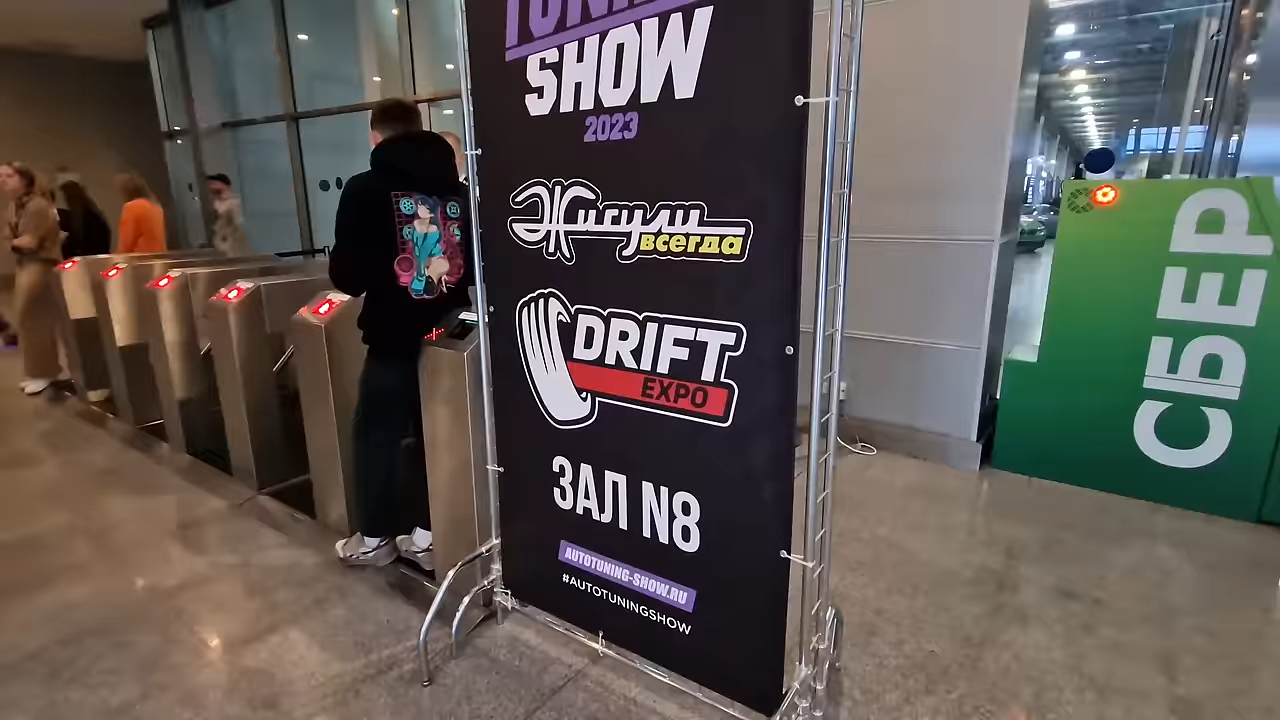 SHOW
2023
Жигули
всегда
DRIFT
EXPO
ЗАЛ N8
AUTOTUNING-SHOW.RU
#AUTOTUNINGSHOW
СБЕР